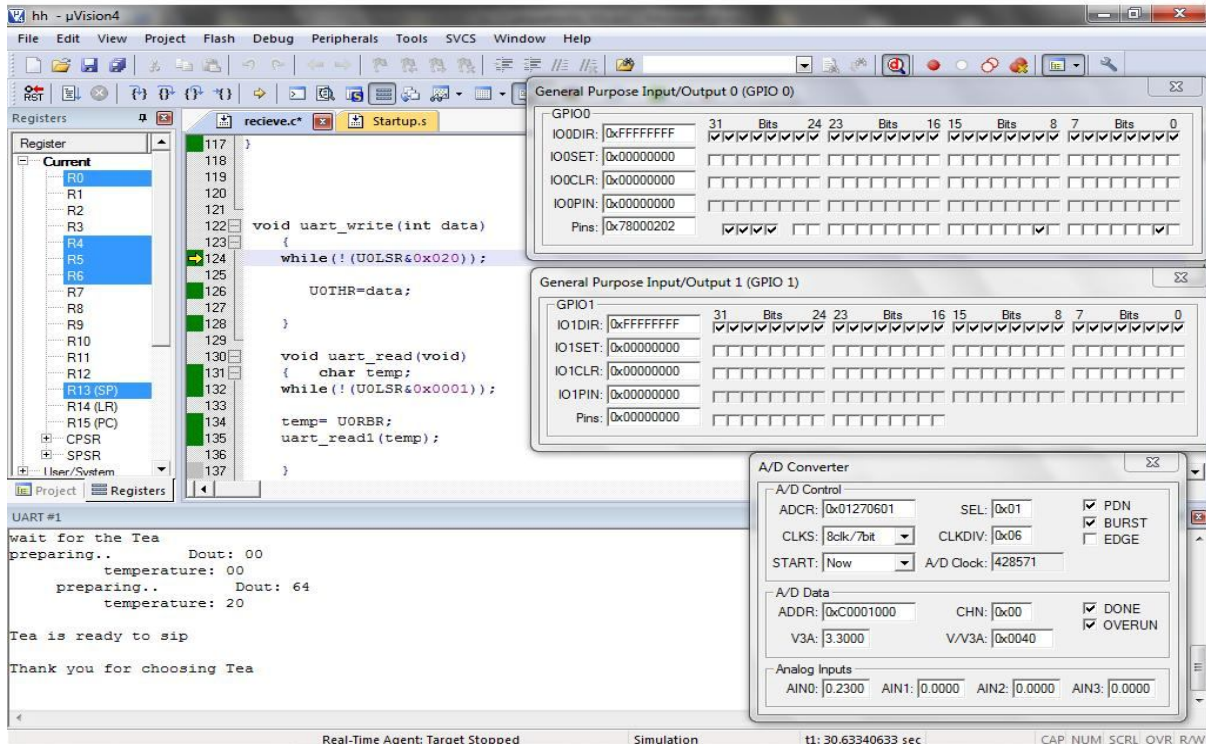 hh - µVision4
File Edit View Project Flash Debug Peripherals Tools SVCS Window Help
RST
Registers
Register
Current
R0
R1
R2
R3
R4
R5
R6
R7
R8
R9
R10
R11
R12
R13 (SP)
R14 (LR)
R15 (PC)
CPSR
SPSR
User/System
Project Registers
recieve.c* Startup.s
117 }
118
119
120
121
122 void uart_write(int data)
123 {
124 while(!(U0LSR&0x020));
125
126 U0THR=data;
127
128 }
129
130 void uart_read(void)
131 { char temp;
132 while(!(U0LSR&0x0001));
133
134 temp= U0RBR;
135 uart_read1(temp);
136
137 }
General Purpose Input/Output 0 (GPIO 0)
GPIO0
31 Bits 24 23 Bits 16 15 Bits 8 7 Bits 0
IO0DIR: 0xFFFFFFFF
IO0SET: 0x00000000
IO0CLR: 0x00000000
IO0PIN: 0x00000000
Pins: 0x78000202
General Purpose Input/Output 1 (GPIO 1)
GPIO1
31 Bits 24 23 Bits 16 15 Bits 8 7 Bits 0
IO1DIR: 0xFFFFFFFF
IO1SET: 0x00000000
IO1CLR: 0x00000000
IO1PIN: 0x00000000
Pins: 0x00000000
A/D Converter
A/D Control
ADCR: 0x01270601 SEL: 0x01 PDN
CLKS: 8clk/7bit CLKDIV: 0x06 BURST
EDGE
START: Now A/D Clock: 428571
A/D Data
ADDR: 0xC0001000 CHN: 0x00 DONE
V3A: 3.3000 V/V3A: 0x0040 OVERUN
Analog Inputs
AIN0: 0.2300 AIN1: 0.0000 AIN2: 0.0000 AIN3: 0.0000
UART #1
wait for the Tea
preparing.. Dout: 00
temperature: 00
preparing.. Dout: 64
temperature: 20
Tea is ready to sip
Thank you for choosing Tea
Real-Time Agent: Target Stopped Simulation t1: 30.63340633 sec CAP NUM SCRL OVR R/W